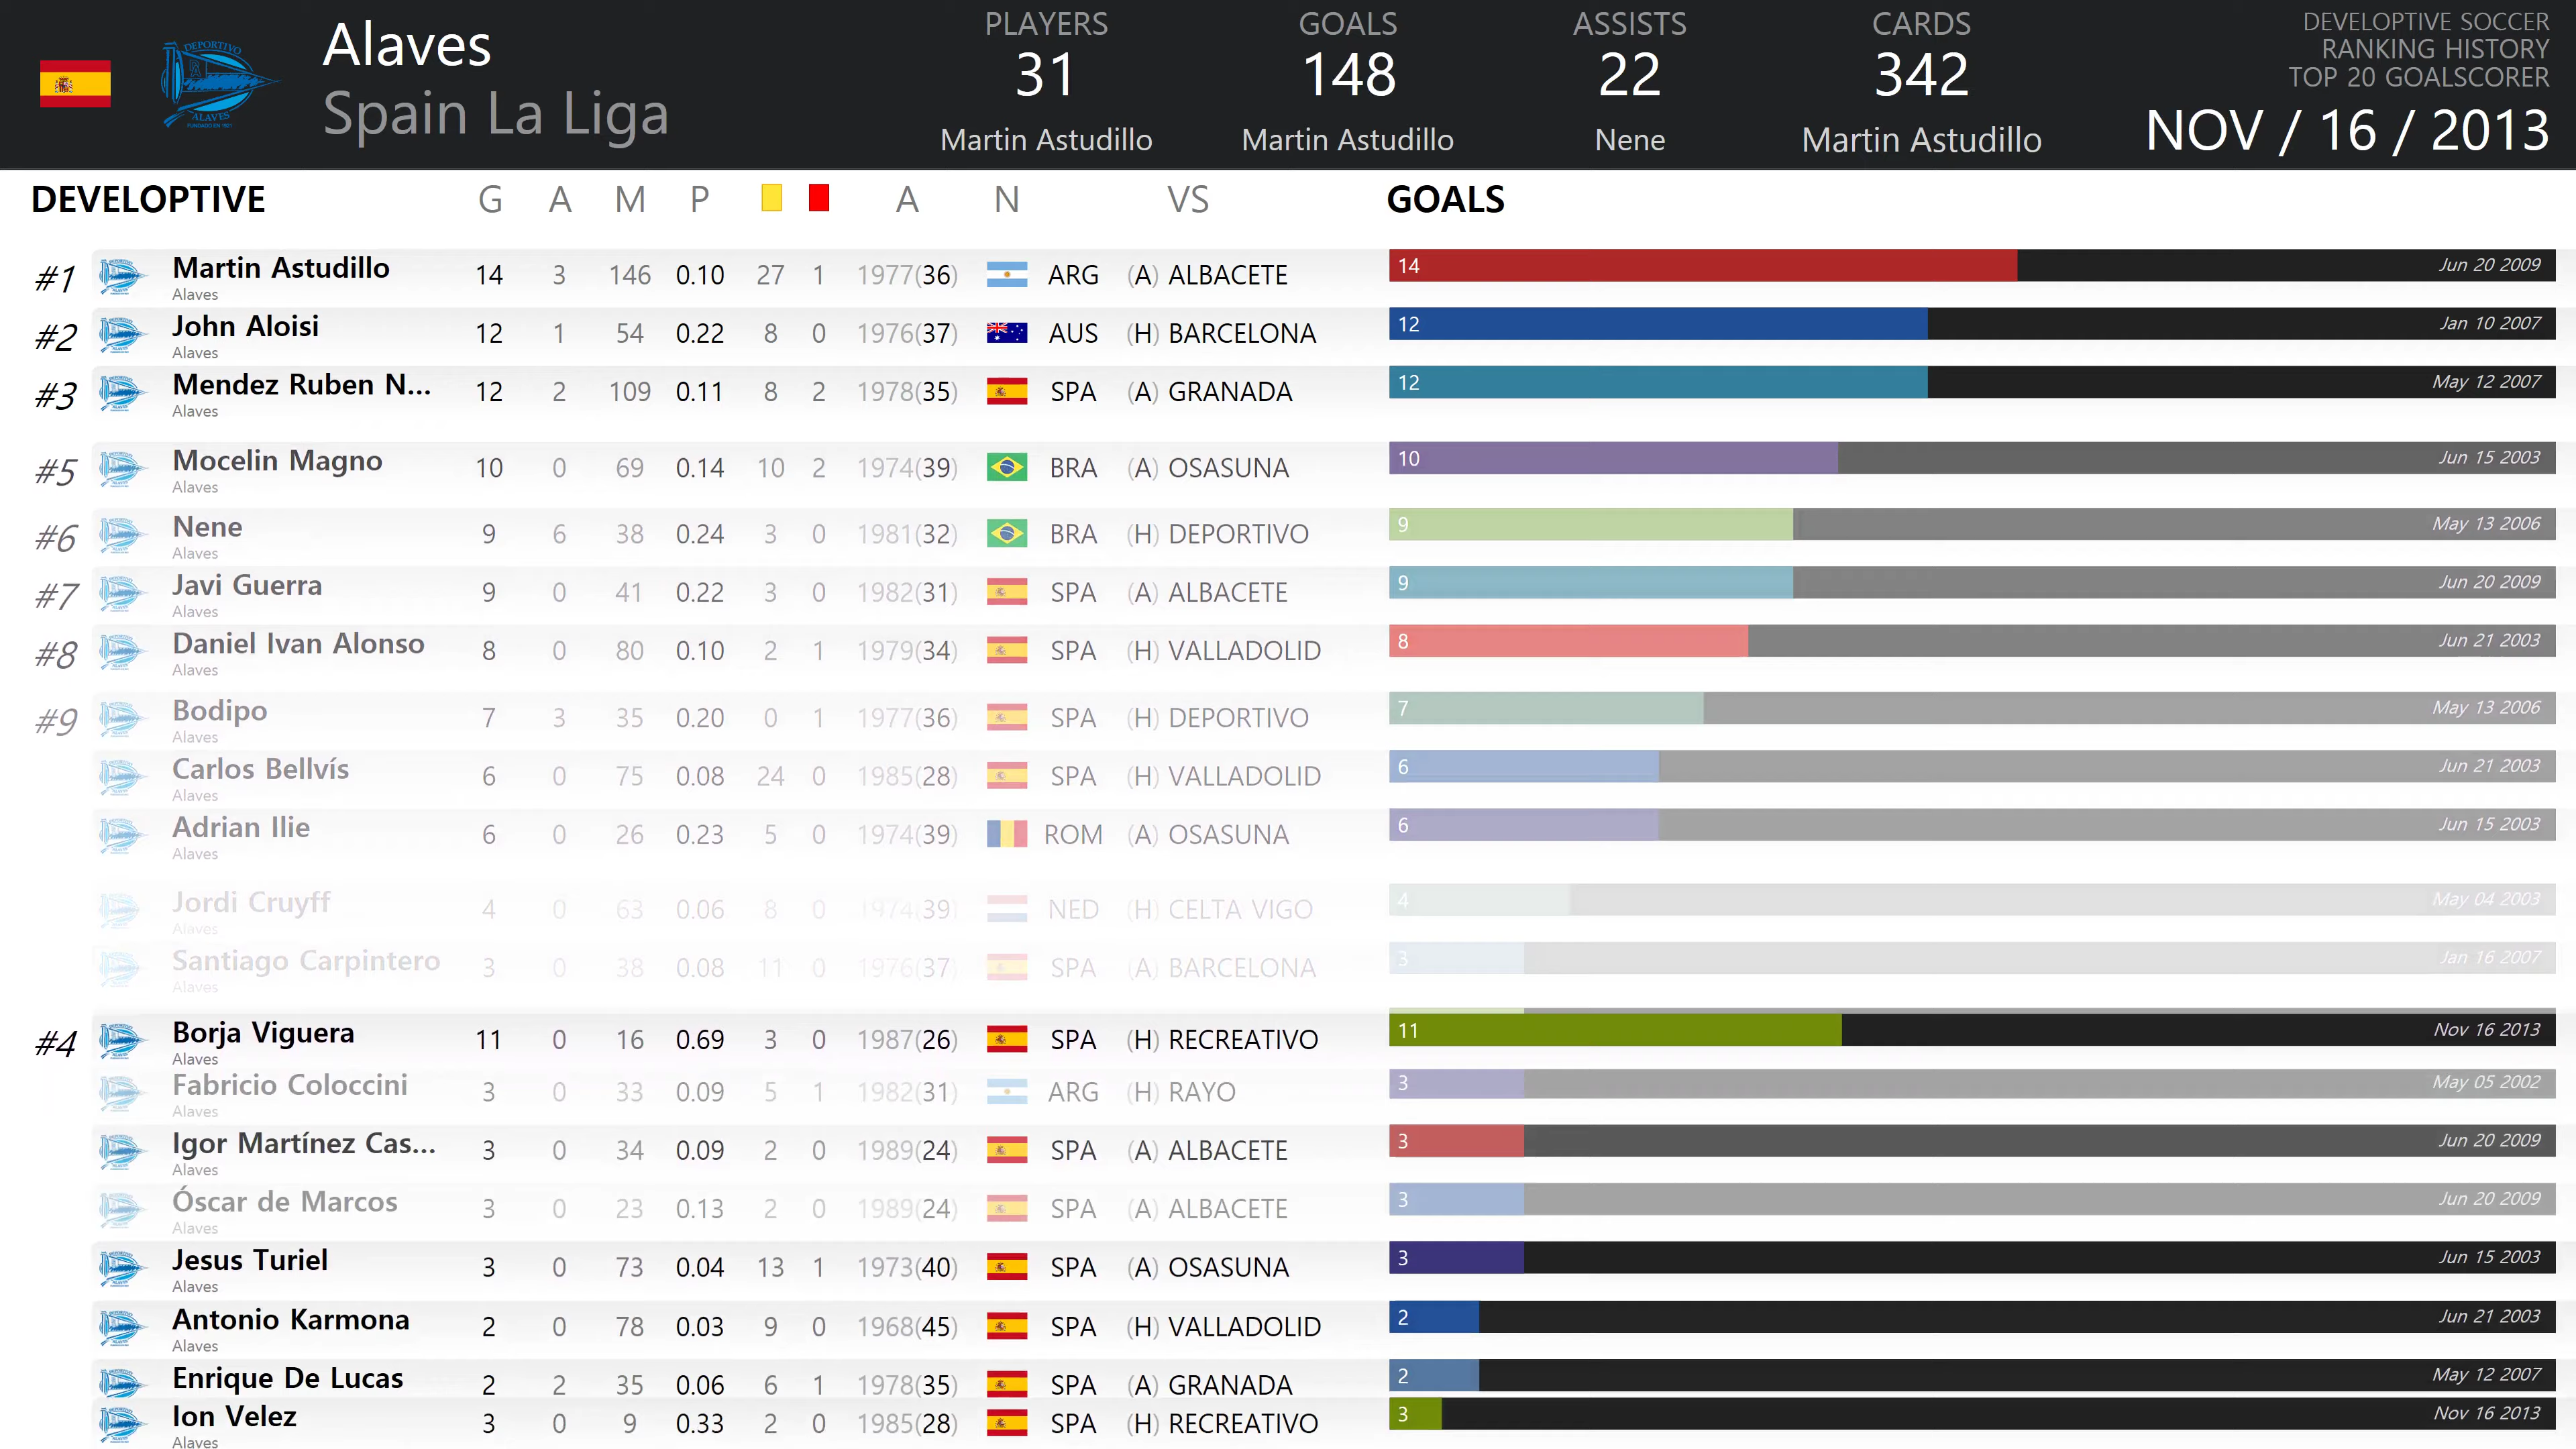 Alaves
Spain La Liga
PLAYERS
31
Martin Astudillo
GOALS
148
Martin Astudillo
ASSISTS
22
Nene
CARDS
342
Martin Astudillo
DEVELOPTIVE SOCCER
RANKING HISTORY
TOP 20 GOALSCORER
NOV / 16 / 2013
DEPORTIVO
ALAVES
DEVELOPTIVE G A M P A N VS GOALS
#1 Martin Astudillo 14 3 146 0.10 27 1 1977(36) ARG (A) ALBACETE 14 Jun 20 2009
Alaves
#2 John Aloisi 12 1 54 0.22 8 0 1976(37) AUS (H) BARCELONA 12 Jan 10 2007
Alaves
#3 Mendez Ruben N... 12 2 109 0.11 8 2 1978(35) SPA (A) GRANADA 12 May 12 2007
Alaves
#5 Mocelin Magno 10 0 69 0.14 10 2 1974(39) BRA (A) OSASUNA 10 Jun 15 2003
Alaves
#6 Nene 9 6 38 0.24 3 0 1981(32) BRA (H) DEPORTIVO 9 May 13 2006
Alaves
#7 Javi Guerra 9 0 41 0.22 3 0 1982(31) SPA (A) ALBACETE 9 Jun 20 2009
Alaves
#8 Daniel Ivan Alonso 8 0 80 0.10 2 1 1979(34) SPA (H) VALLADOLID 8 Jun 21 2003
Alaves
#9 Bodipo 7 3 35 0.20 0 1 1977(36) SPA (H) DEPORTIVO 7 May 13 2006
Alaves
Carlos Bellvís 6 0 75 0.08 24 0 1985(28) SPA (H) VALLADOLID 6 Jun 21 2003
Alaves
Adrian Ilie 6 0 26 0.23 5 0 1974(39) ROM (A) OSASUNA 6 Jun 15 2003
Alaves
Jordi Cruyff 4 0 63 0.06 8 0 1974(39) NED (H) CELTA VIGO 4 May 04 2003
Alaves
Santiago Carpintero 3 0 38 0.08 11 0 1976(37) SPA (A) BARCELONA 3 Jan 16 2007
Alaves
#4 Borja Viguera 11 0 16 0.69 3 0 1987(26) SPA (H) RECREATIVO 11 Nov 16 2013
Alaves
Fabricio Coloccini 3 0 33 0.09 5 1 1982(31) ARG (H) RAYO 3 May 05 2002
Alaves
Igor Martínez Cas... 3 0 34 0.09 2 0 1989(24) SPA (A) ALBACETE 3 Jun 20 2009
Alaves
Óscar de Marcos 3 0 23 0.13 2 0 1989(24) SPA (A) ALBACETE 3 Jun 20 2009
Alaves
Jesus Turiel 3 0 73 0.04 13 1 1973(40) SPA (A) OSASUNA 3 Jun 15 2003
Alaves
Antonio Karmona 2 0 78 0.03 9 0 1968(45) SPA (H) VALLADOLID 2 Jun 21 2003
Alaves
Enrique De Lucas 2 2 35 0.06 6 1 1978(35) SPA (A) GRANADA 2 May 12 2007
Ion Velez 3 0 9 0.33 2 0 1985(28) SPA (H) RECREATIVO 3 Nov 16 2013
Alaves